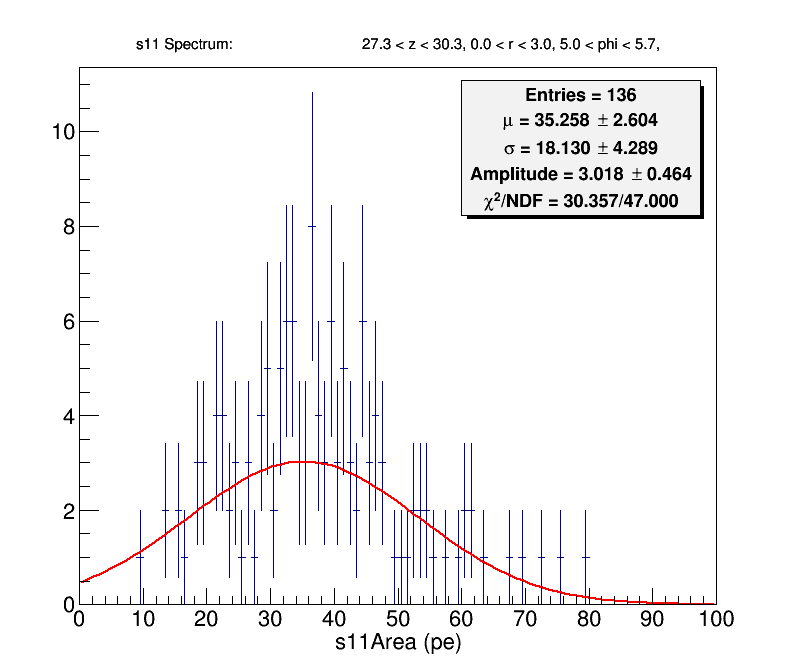 s11 Spectrum: 27.3 < z < 30.3, 0.0 < r < 3.0, 5.0 < phi < 5.7,
Entries = 136
μ = 35.258 ± 2.604
σ = 18.130 ± 4.289
Amplitude = 3.018 ± 0.464
χ²/NDF = 30.357/47.000
10
8
6
4
2
0
0 10 20 30 40 50 60 70 80 90 100
s11Area (pe)